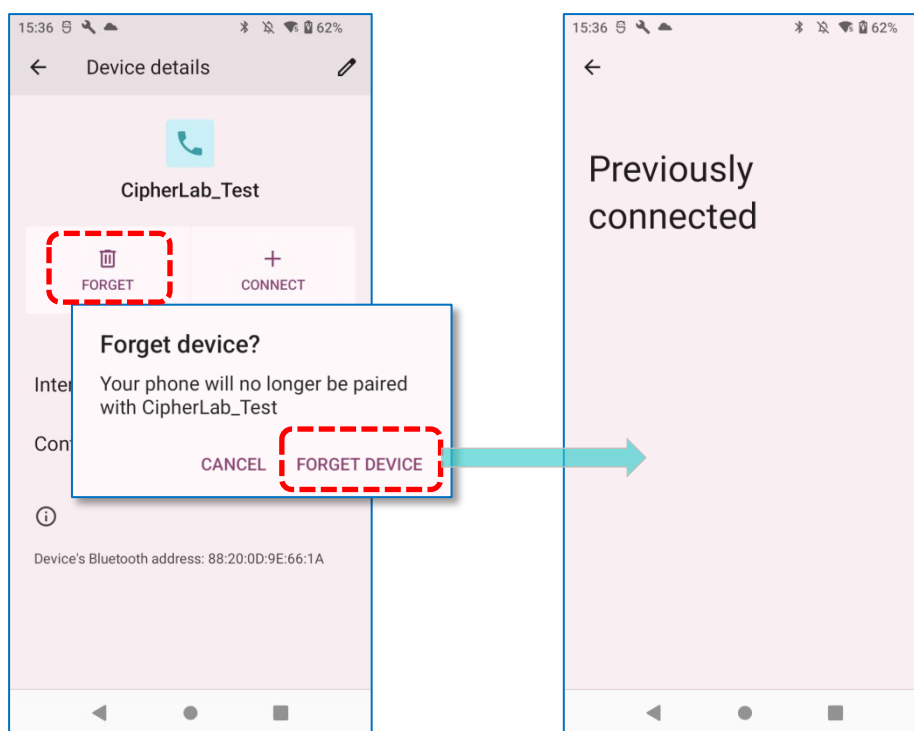 15:36
62%
Device details
CipherLab_Test
FORGET
CONNECT
Forget device?
Your phone will no longer be paired
with CipherLab_Test
CANCEL
FORGET DEVICE
Inter
Con
Device's Bluetooth address: 88:20:0D:9E:66:1A
15:36
62%
Previously
connected